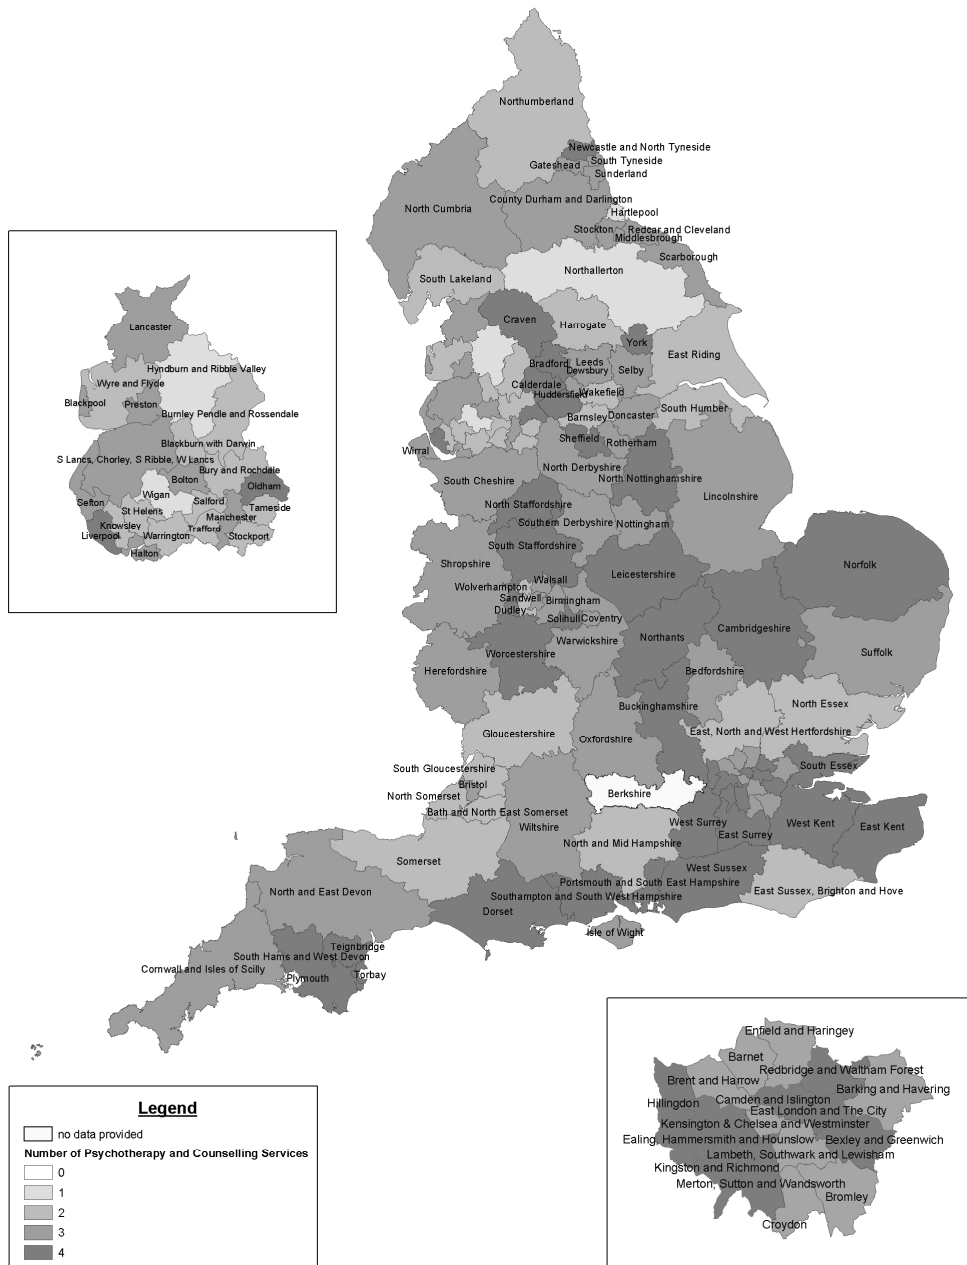 Northumberland
Newcastle and North Tyneside
South Tyneside
Gateshead
Sunderland
County Durham and Darlington
North Cumbria
Hartlepool
Stockton
Redcar and Cleveland
Middlesbrough
Scarborough
Northallerton
South Lakeland
Craven
Harrogate
York
East Riding
Bradford
Leeds
Dewsbury
Selby
Calderdale
Huddersfield
Wakefield
South Humber
Barnsley
Doncaster
Sheffield
Rotherham
Wirral
North Derbyshire
South Cheshire
North Nottinghamshire
Lincolnshire
North Staffordshire
Southern Derbyshire
Nottingham
South Staffordshire
Shropshire
Leicestershire
Norfolk
Walsall
Wolverhampton
Sandwell
Birmingham
Dudley
Solihull
Coventry
Cambridgeshire
Northants
Warwickshire
Worcestershire
Suffolk
Herefordshire
Bedfordshire
Buckinghamshire
North Essex
Gloucestershire
East, North and West Hertfordshire
Oxfordshire
South Gloucestershire
South Essex
Bristol
Berkshire
North Somerset
Bath and North East Somerset
Wiltshire
West Surrey
West Kent
East Kent
East Surrey
North and Mid Hampshire
Somerset
West Sussex
Portsmouth and South East Hampshire
North and East Devon
East Sussex, Brighton and Hove
Southampton and South West Hampshire
Dorset
Isle of Wight
Teignbridge
South Hams and West Devon
Cornwall and Isles of Scilly
Plymouth
Torbay
Lancaster
Hyndburn and Ribble Valley
Wyre and Flyde
Blackpool
Preston
Burnley Pendle and Rossendale
Blackburn with Darwin
S Lancs, Chorley, S Ribble, W Lancs
Bury and Rochdale
Bolton
Oldham
Wigan
Sefton
Salford
St Helens
Tameside
Manchester
Knowsley
Trafford
Liverpool
Warrington
Stockport
Halton
Enfield and Haringey
Barnet
Redbridge and Waltham Forest
Brent and Harrow
Barking and Havering
Hillingdon
Camden and Islington
East London and The City
Kensington & Chelsea and Westminster
Ealing, Hammersmith and Hounslow
Bexley and Greenwich
Lambeth, Southwark and Lewisham
Kingston and Richmond
Merton, Sutton and Wandsworth
Bromley
Croydon
Legend
no data provided
Number of Psychotherapy and Counselling Services
0
1
2
3
4